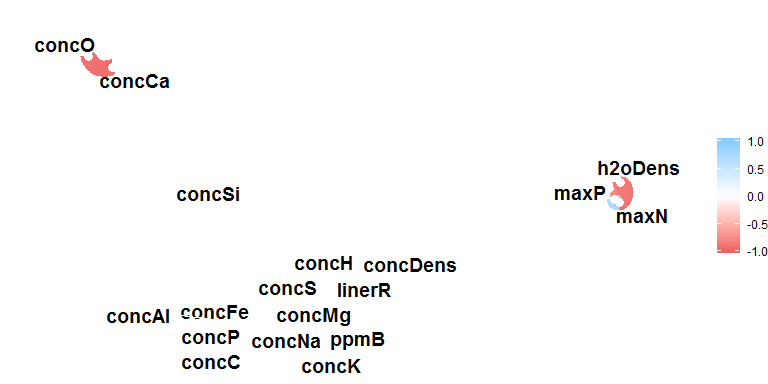 concO
concCa
concSi
h2oDens
maxP
maxN
1.0
0.5
0.0
-0.5
-1.0
concH
concDens
concS
linerR
concAl
concFe
concMg
concP
concNa
ppmB
concC
concK